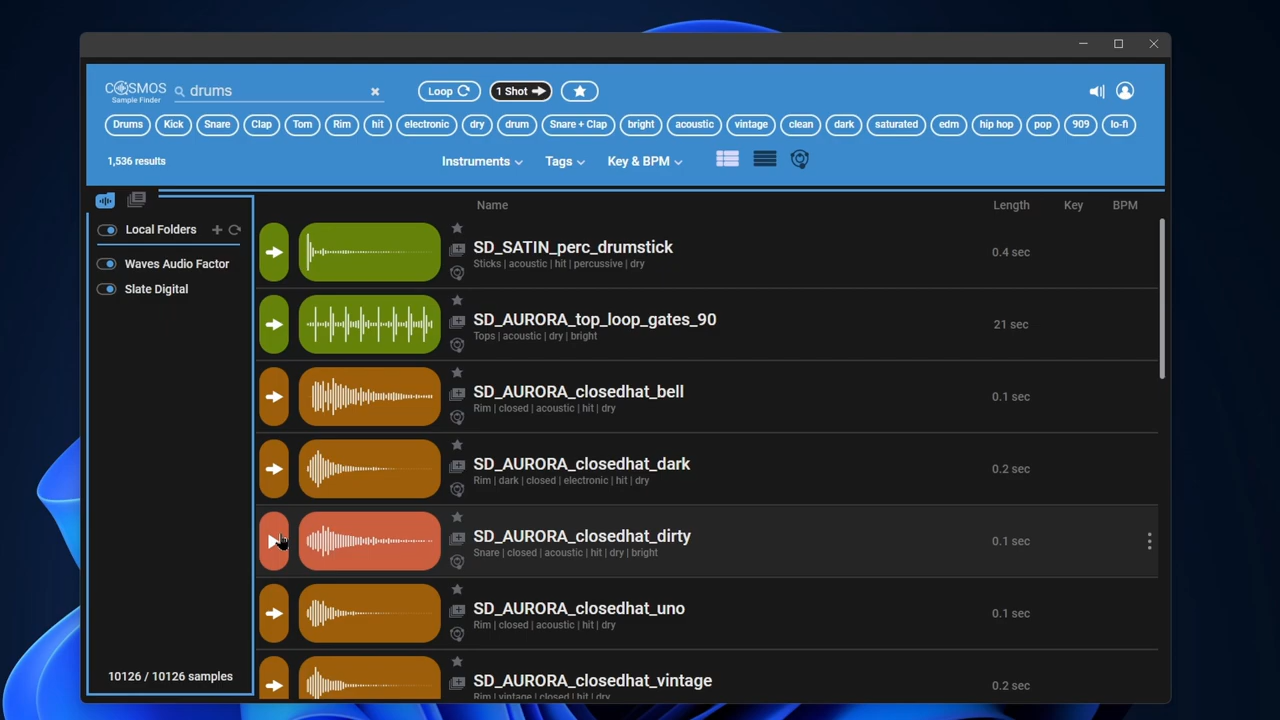 COSMOS
Sample Finder
drums
Loop
1 Shot
Drums
Kick
Snare
Clap
Tom
Rim
hit
electronic
dry
drum
Snare + Clap
bright
acoustic
vintage
clean
dark
saturated
edm
hip hop
pop
909
lo-fi
1,536 results
Instruments
Tags
Key & BPM
Name
Length
Key
BPM
Local Folders
Waves Audio Factor
Slate Digital
10126 / 10126 samples
SD_SATIN_perc_drumstick
Sticks | acoustic | hit | percussive | dry
0.4 sec
SD_AURORA_top_loop_gates_90
Tops | acoustic | dry | bright
21 sec
SD_AURORA_closedhat_bell
Rim | closed | acoustic | hit | dry
0.1 sec
SD_AURORA_closedhat_dark
Rim | dark | closed | electronic | hit | dry
0.2 sec
SD_AURORA_closedhat_dirty
Snare | closed | acoustic | hit | dry | bright
0.1 sec
SD_AURORA_closedhat_uno
Rim | closed | acoustic | hit | dry
0.1 sec
SD_AURORA_closedhat_vintage
Rim | vintage | closed | hit | dry
0.2 sec